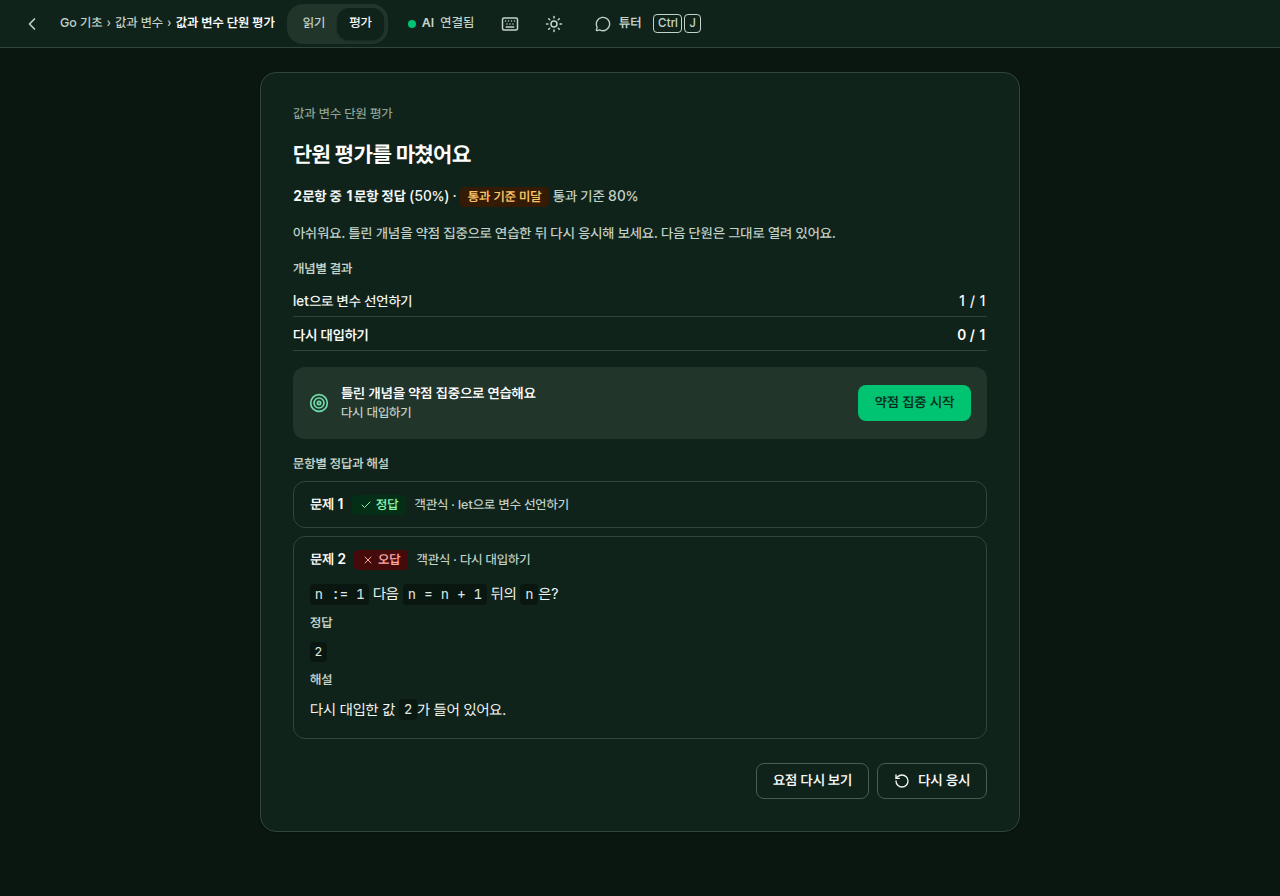 Go 기초 › 값과 변수 › 값과 변수 단원 평가 읽기 평가 AI 연결됨 튜터 Ctrl J
값과 변수 단원 평가
단원 평가를 마쳤어요
2문항 중 1문항 정답 (50%) · 통과 기준 미달 통과 기준 80%
아쉬워요. 틀린 개념을 약점 집중으로 연습한 뒤 다시 응시해 보세요. 다음 단원은 그대로 열려 있어요.
개념별 결과
let으로 변수 선언하기 1 / 1
다시 대입하기 0 / 1
틀린 개념을 약점 집중으로 연습해요
다시 대입하기
약점 집중 시작
문항별 정답과 해설
문제 1 정답 객관식 · let으로 변수 선언하기
문제 2 오답 객관식 · 다시 대입하기
n := 1 다음 n = n + 1 뒤의 n은?
정답
2
해설
다시 대입한 값 2가 들어 있어요.
요점 다시 보기 다시 응시